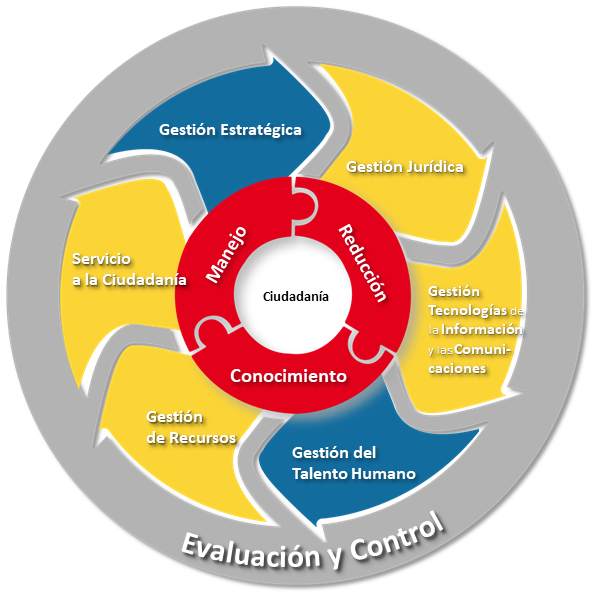 Gestión Estratégica
Gestión Jurídica
Manejo
Reducción
Servicio
a la Ciudadanía
Ciudadanía
Gestión
Tecnologías de
la Información
y las Comuni-
caciones
Conocimiento
Gestión
de Recursos
Gestión del
Talento Humano
Evaluación y Control